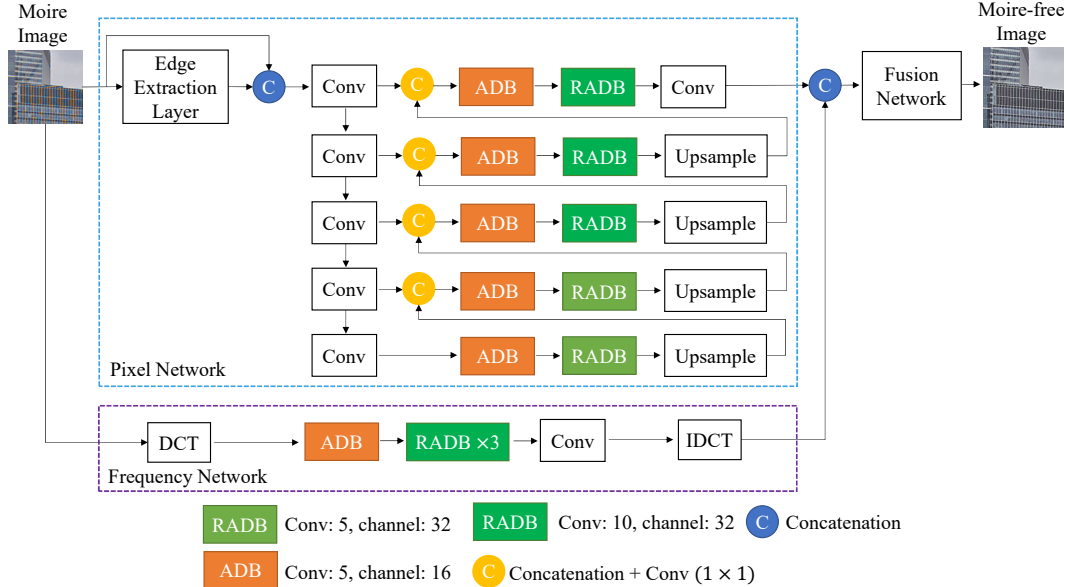 Moire
Image
Moire-free
Image
Edge
Extraction
Layer
C
Conv
C
ADB
RADB
Conv
C
Fusion
Network
Conv
C
ADB
RADB
Upsample
Conv
C
ADB
RADB
Upsample
Conv
C
ADB
RADB
Upsample
Conv
ADB
RADB
Upsample
Pixel Network
DCT
ADB
RADB ×3
Conv
IDCT
Frequency Network
RADB Conv: 5, channel: 32
RADB Conv: 10, channel: 32
C Concatenation
ADB Conv: 5, channel: 16
C Concatenation + Conv (1 × 1)